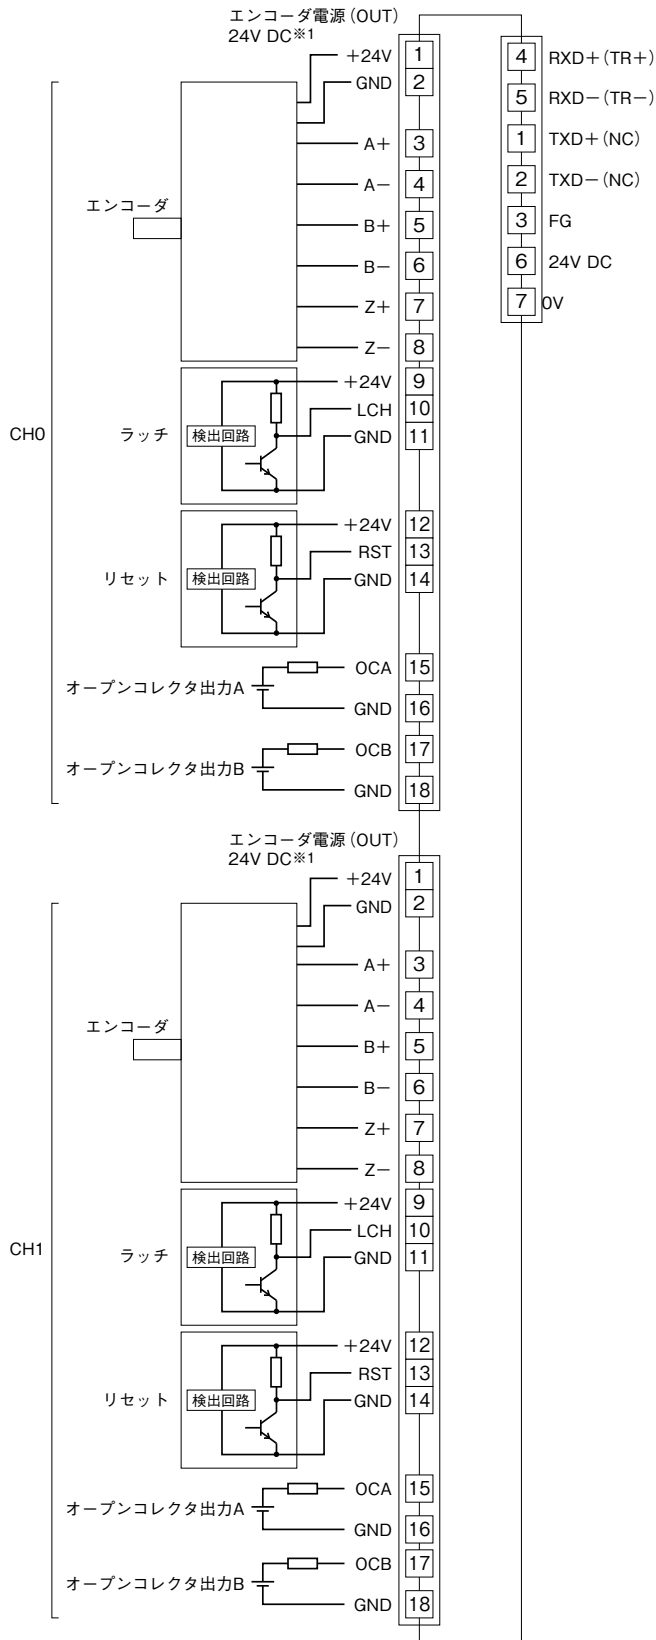 エンコーダ電源（OUT）
24V DC※1
+24V 1
GND 2
A+ 3
A− 4
エンコーダ
B+ 5
B− 6
Z+ 7
Z− 8
+24V 9
LCH 10
GND 11
CH0
ラッチ
検出回路
+24V 12
RST 13
GND 14
リセット
検出回路
OCA 15
オープンコレクタ出力A
GND 16
OCB 17
オープンコレクタ出力B
GND 18
4 RXD+（TR+）
5 RXD−（TR−）
1 TXD+（NC）
2 TXD−（NC）
3 FG
6 24V DC
7 0V
エンコーダ電源（OUT）
24V DC※1
+24V 1
GND 2
A+ 3
A− 4
エンコーダ
B+ 5
B− 6
Z+ 7
Z− 8
+24V 9
LCH 10
GND 11
CH1
ラッチ
検出回路
+24V 12
RST 13
GND 14
リセット
検出回路
OCA 15
オープンコレクタ出力A
GND 16
OCB 17
オープンコレクタ出力B
GND 18